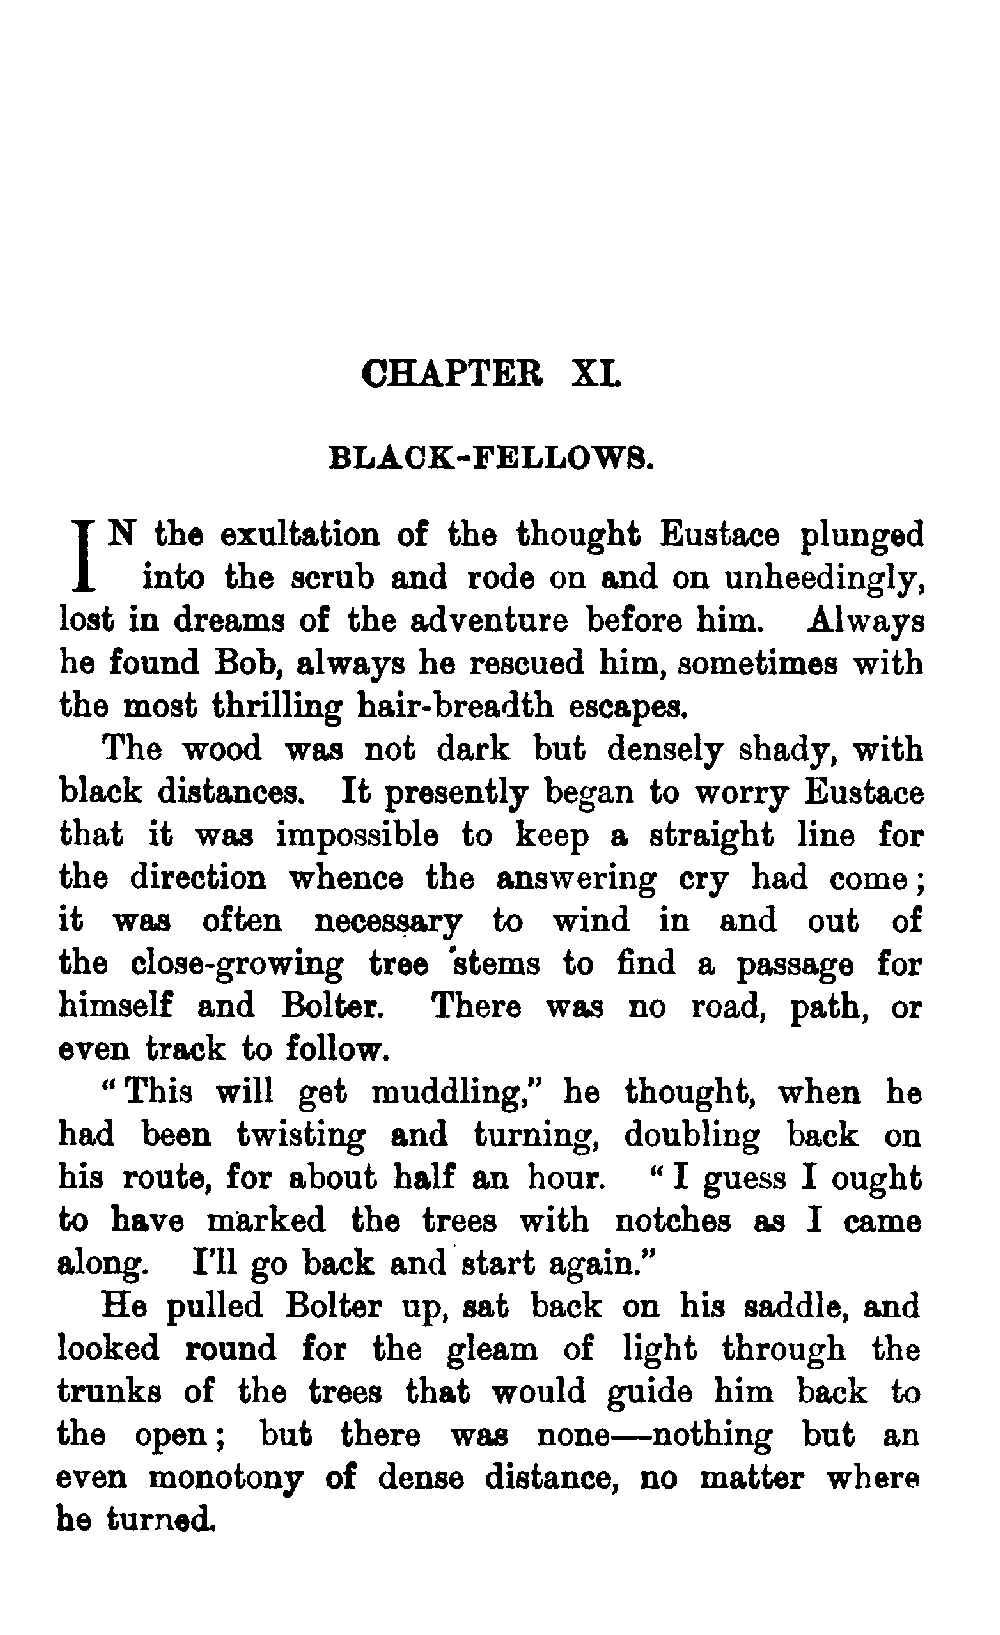 CHAPTER XI.
BLACK-FELLOWS.
IN the exultation of the thought Eustace plunged
into the scrub and rode on and on unheedingly,
lost in dreams of the adventure before him. Always
he found Bob, always he rescued him, sometimes with
the most thrilling hair-breadth escapes.
The wood was not dark but densely shady, with
black distances. It presently began to worry Eustace
that it was impossible to keep a straight line for
the direction whence the answering cry had come;
it was often necessary to wind in and out of
the close-growing tree stems to find a passage for
himself and Bolter. There was no road, path, or
even track to follow.
"This will get muddling," he thought, when he
had been twisting and turning, doubling back on
his route, for about half an hour. "I guess I ought
to have marked the trees with notches as I came
along. I'll go back and start again."
He pulled Bolter up, sat back on his saddle, and
looked round for the gleam of light through the
trunks of the trees that would guide him back to
the open; but there was none—nothing but an
even monotony of dense distance, no matter where
he turned.